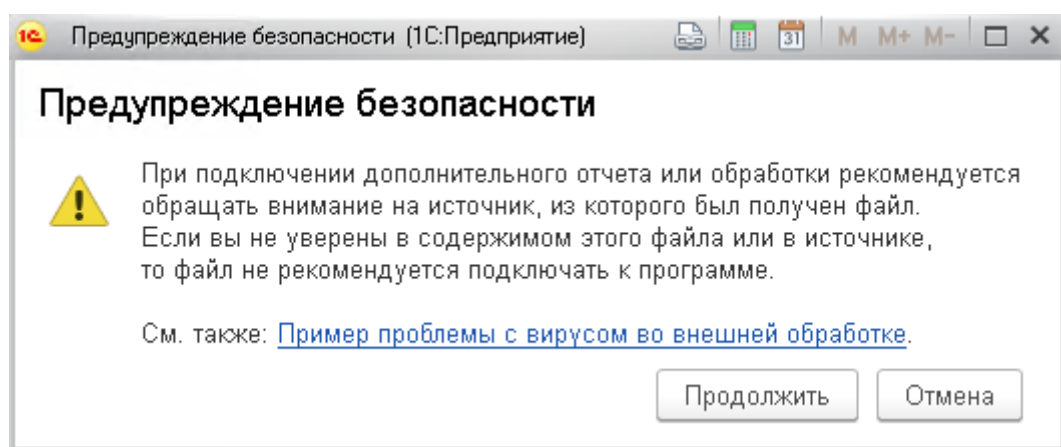 1С Предупреждение безопасности (1С:Предприятие) 31 M M+ M-
Предупреждение безопасности
При подключении дополнительного отчета или обработки рекомендуется
обращать внимание на источник, из которого был получен файл.
Если вы не уверены в содержимом этого файла или в источнике,
то файл не рекомендуется подключать к программе.
См. также: Пример проблемы с вирусом во внешней обработке.
Продолжить Отмена